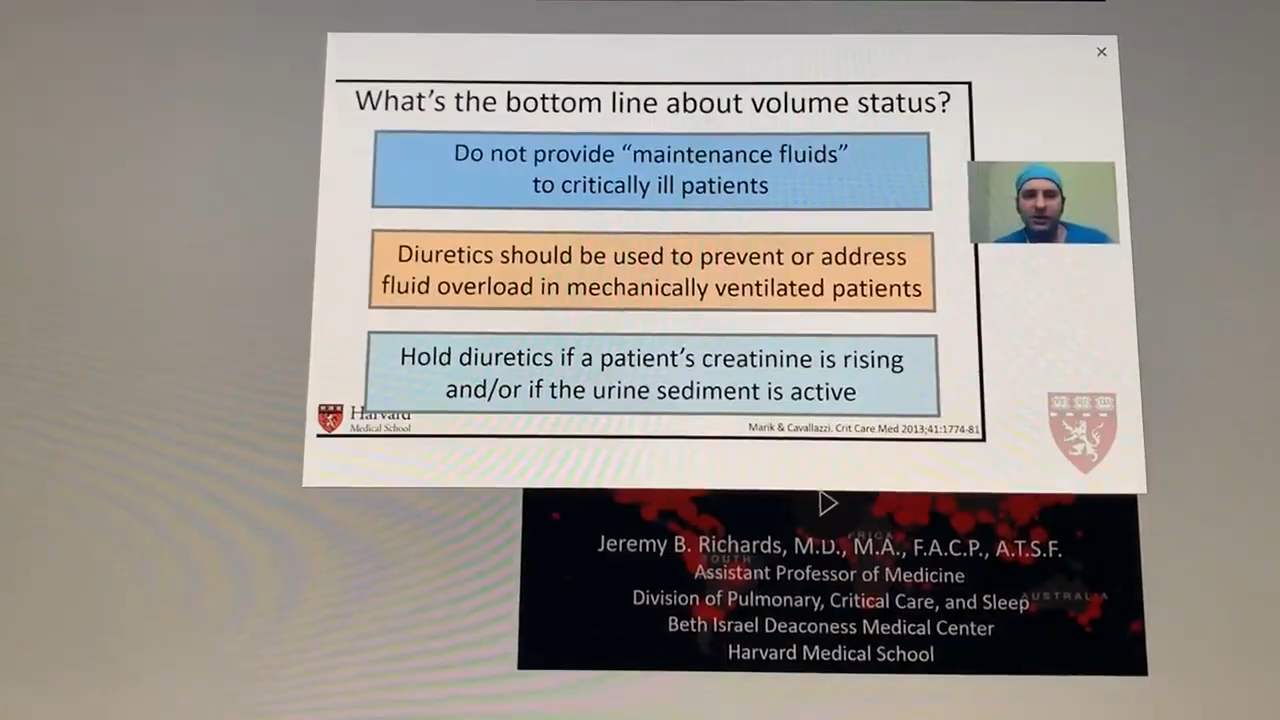 What's the bottom line about volume status?
Do not provide "maintenance fluids"
to critically ill patients
Diuretics should be used to prevent or address
fluid overload in mechanically ventilated patients
Hold diuretics if a patient's creatinine is rising
and/or if the urine sediment is active
Harvard
Medical School
Marik & Cavallazzi. Crit Care Med 2013;41:1774-81
Jeremy B. Richards, M.D., M.A., F.A.C.P., A.T.S.F.
SOUTH
AFRICA
Assistant Professor of Medicine
Division of Pulmonary, Critical Care, and Sleep
AUSTRALIA
Beth Israel Deaconess Medical Center
Harvard Medical School